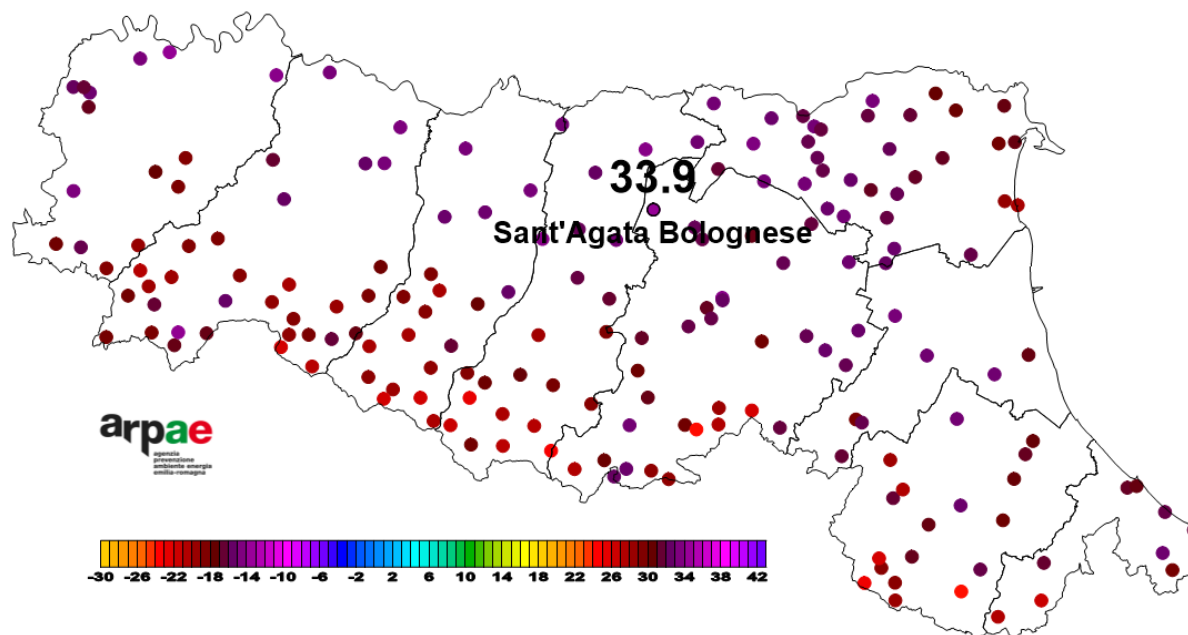 33.9
Sant'Agata Bolognese
arpae
agenzia
prevenzione
ambiente energia
emilia-romagna
-30 -26 -22 -18 -14 -10 -6 -2 2 6 10 14 18 22 26 30 34 38 42